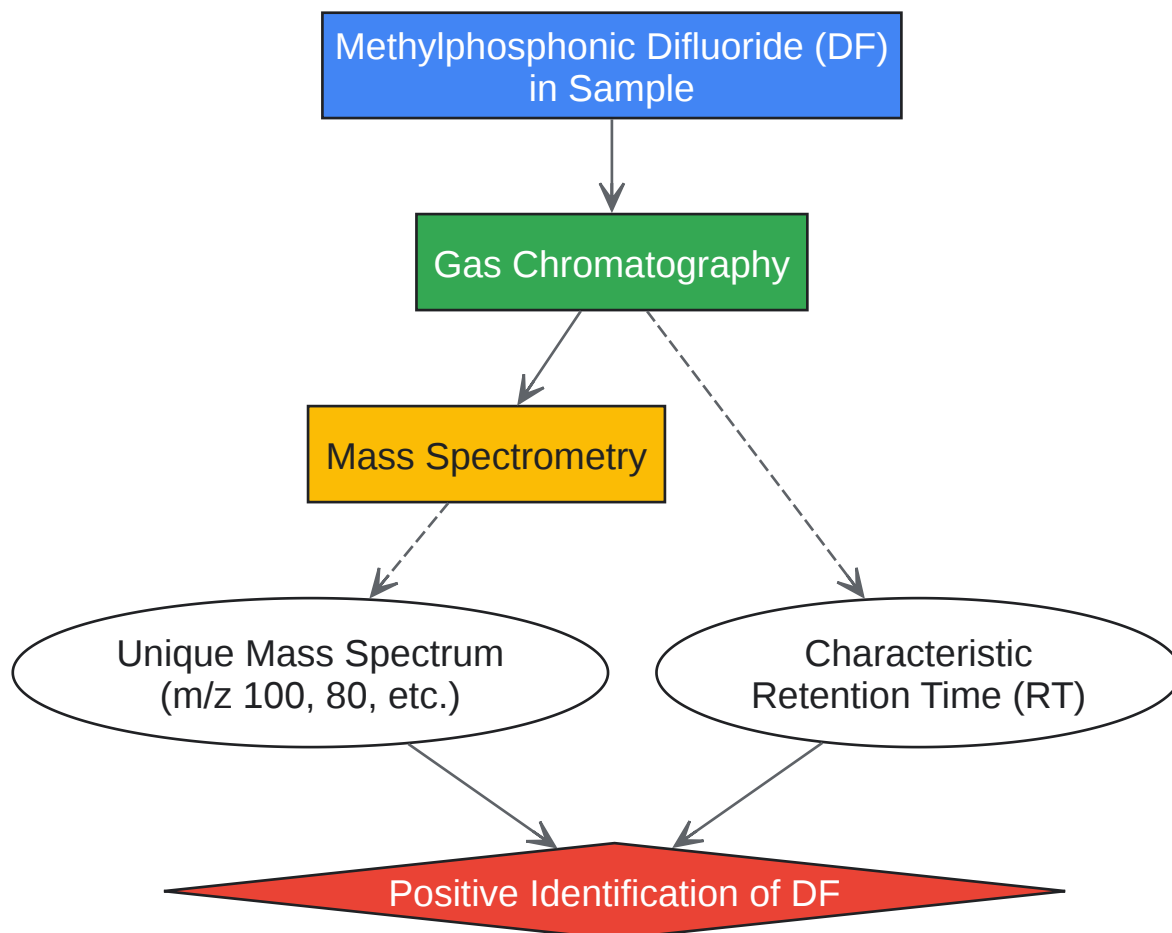 Methylphosphonic Difluoride (DF)
in Sample
Gas Chromatography
Mass Spectrometry
Unique Mass Spectrum
(m/z 100, 80, etc.)
Characteristic
Retention Time (RT)
Positive Identification of DF